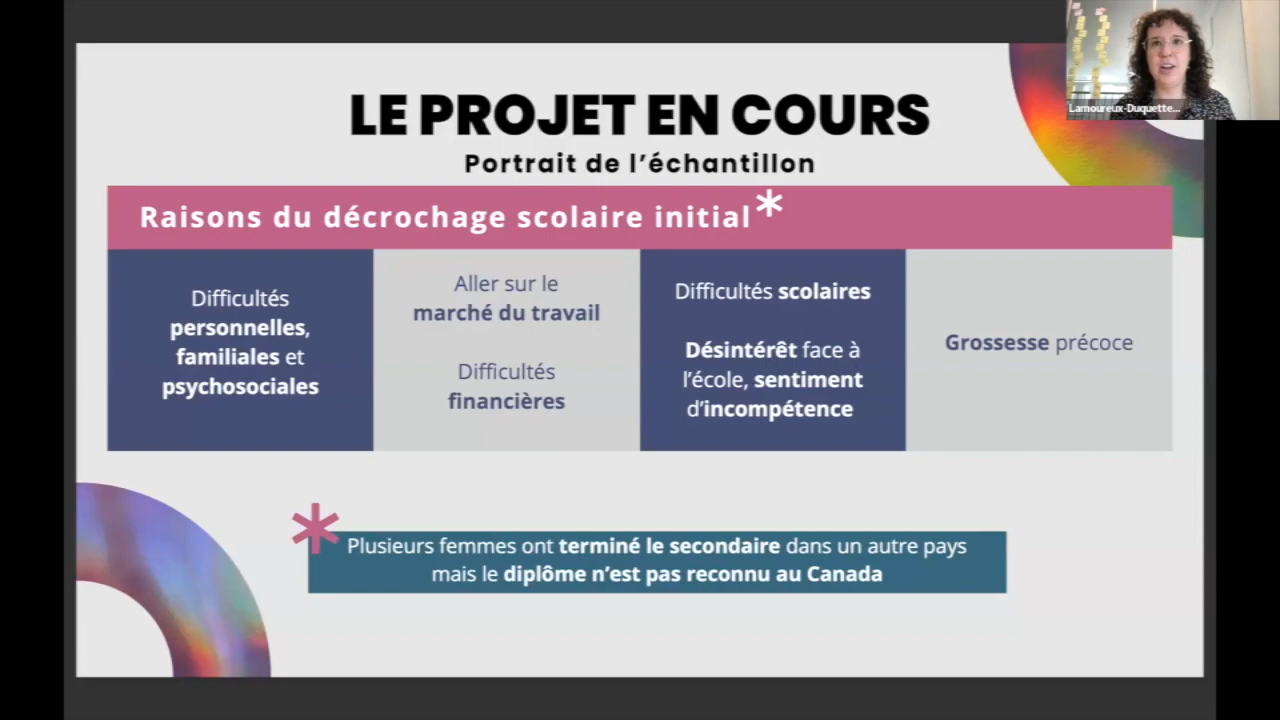 Lamoureux-Duquette...
LE PROJET EN COURS
Portrait de l'échantillon
Raisons du décrochage scolaire initial*
Difficultés
personnelles,
familiales et
psychosociales
Aller sur le
marché du travail
Difficultés
financières
Difficultés scolaires
Désintérêt face à
l'école, sentiment
d'incompétence
Grossesse précoce
* Plusieurs femmes ont terminé le secondaire dans un autre pays
mais le diplôme n'est pas reconnu au Canada